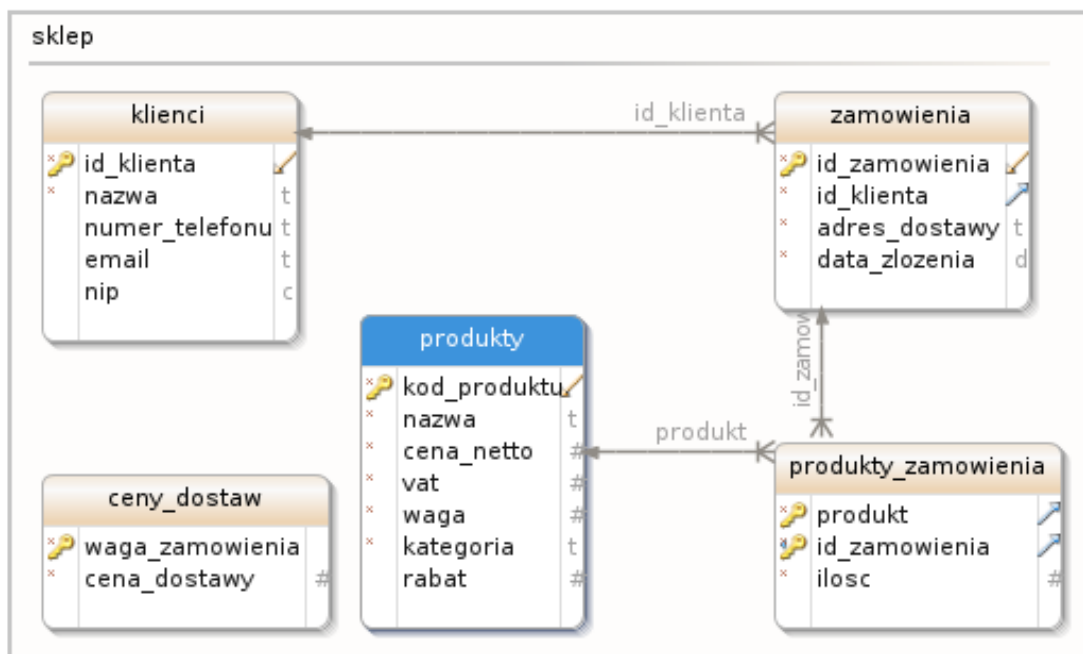 sklep
klienci
id_klienta
nazwa t
numer_telefonu t
email t
nip c
id_klienta
zamowienia
id_zamowienia
id_klienta
adres_dostawy t
data_zlozenia d
id_zamow
produkty
kod_produktu
nazwa t
cena_netto #
vat #
waga #
kategoria t
rabat #
produkt
produkty_zamowienia
produkt
id_zamowienia
ilosc #
ceny_dostaw
waga_zamowienia
cena_dostawy #